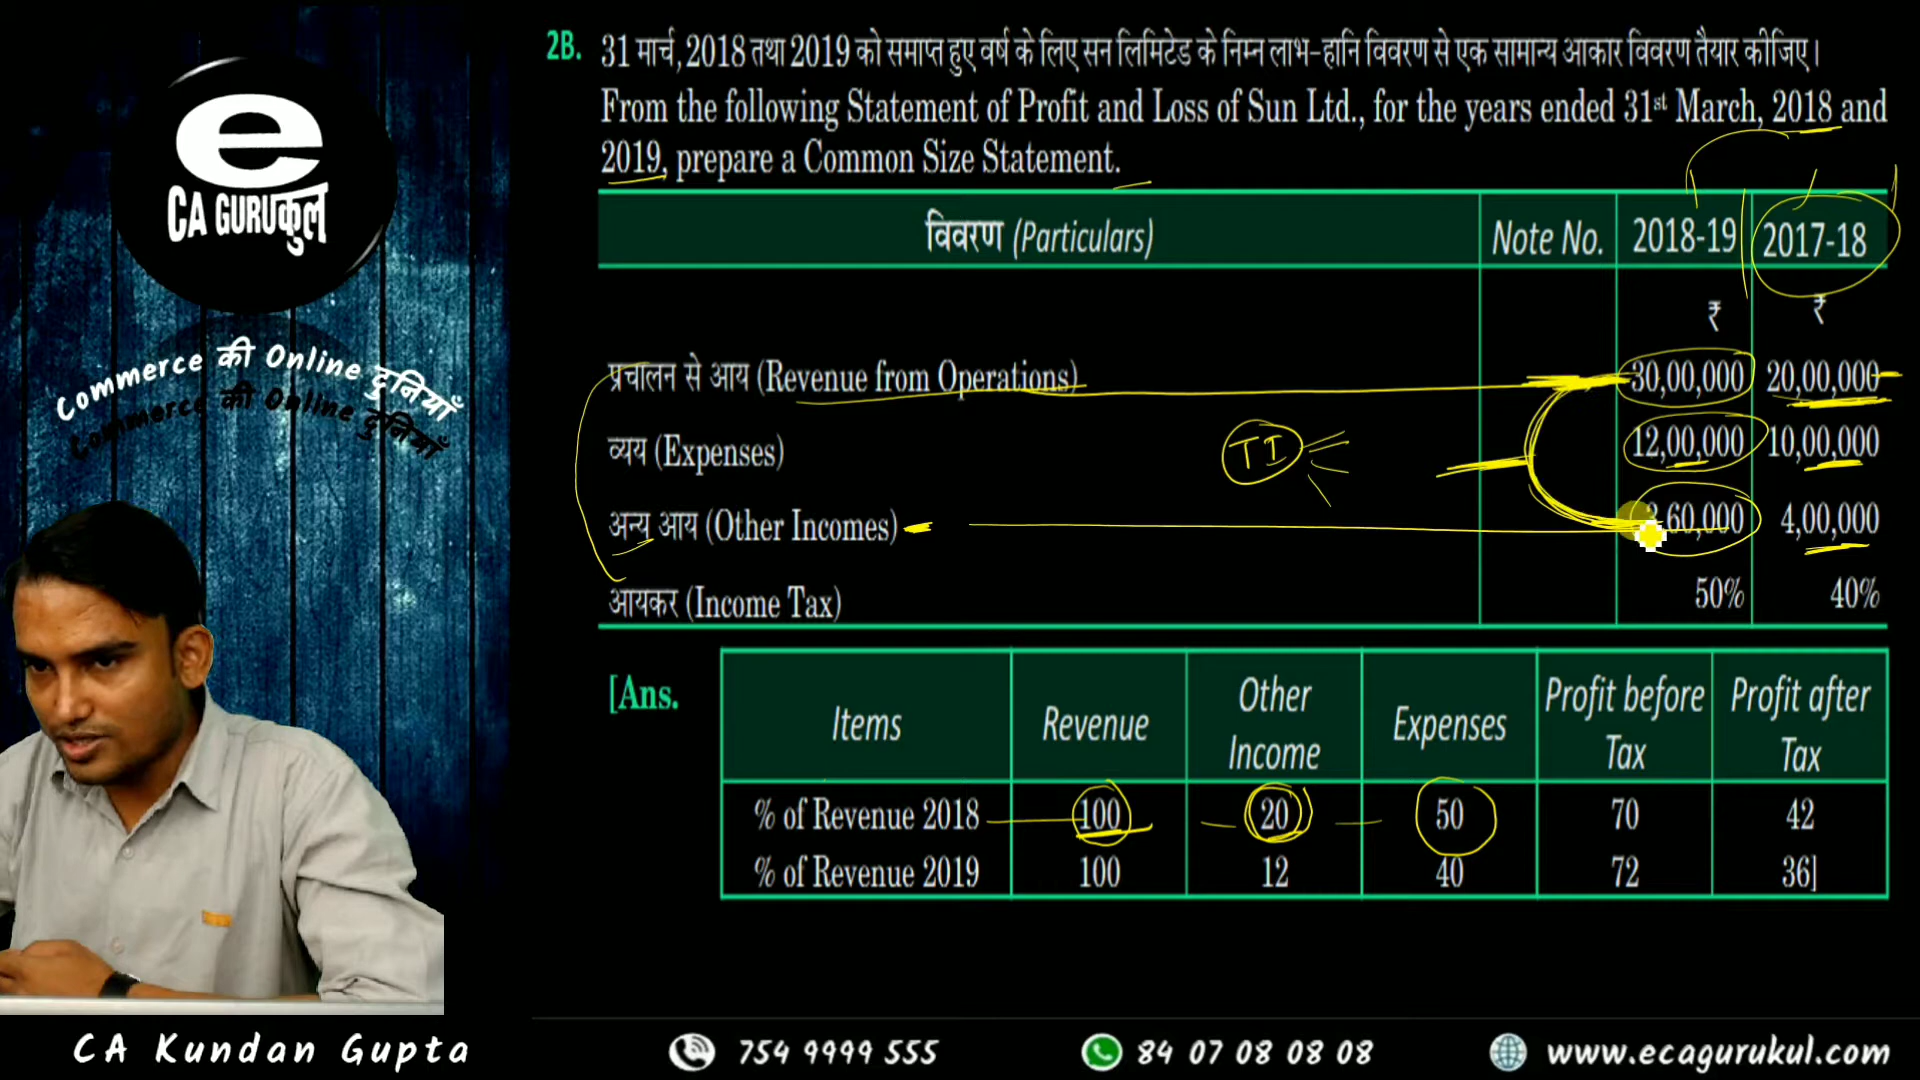 e
CA GURUकुल
Commerce की Online दुनियाँ
2B. 31 मार्च, 2018 तथा 2019 को समाप्त हुए वर्ष के लिए सन लिमिटेड के निम्न लाभ-हानि विवरण से एक सामान्य आकार विवरण तैयार कीजिए।
From the following Statement of Profit and Loss of Sun Ltd., for the years ended 31st March, 2018 and
2019, prepare a Common Size Statement.
विवरण (Particulars) Note No. 2018-19 2017-18
₹ ₹
प्रचालन से आय (Revenue from Operations) 30,00,000 20,00,000
व्यय (Expenses) TI 12,00,000 10,00,000
अन्य आय (Other Incomes) 60,000 4,00,000
आयकर (Income Tax) 50% 40%
[Ans.
Items Revenue Other Income Expenses Profit before Tax Profit after Tax
% of Revenue 2018 100 20 50 70 42
% of Revenue 2019 100 12 40 72 36]
CA Kundan Gupta 754 9999 555 84 07 08 08 08 www.ecagurukul.com